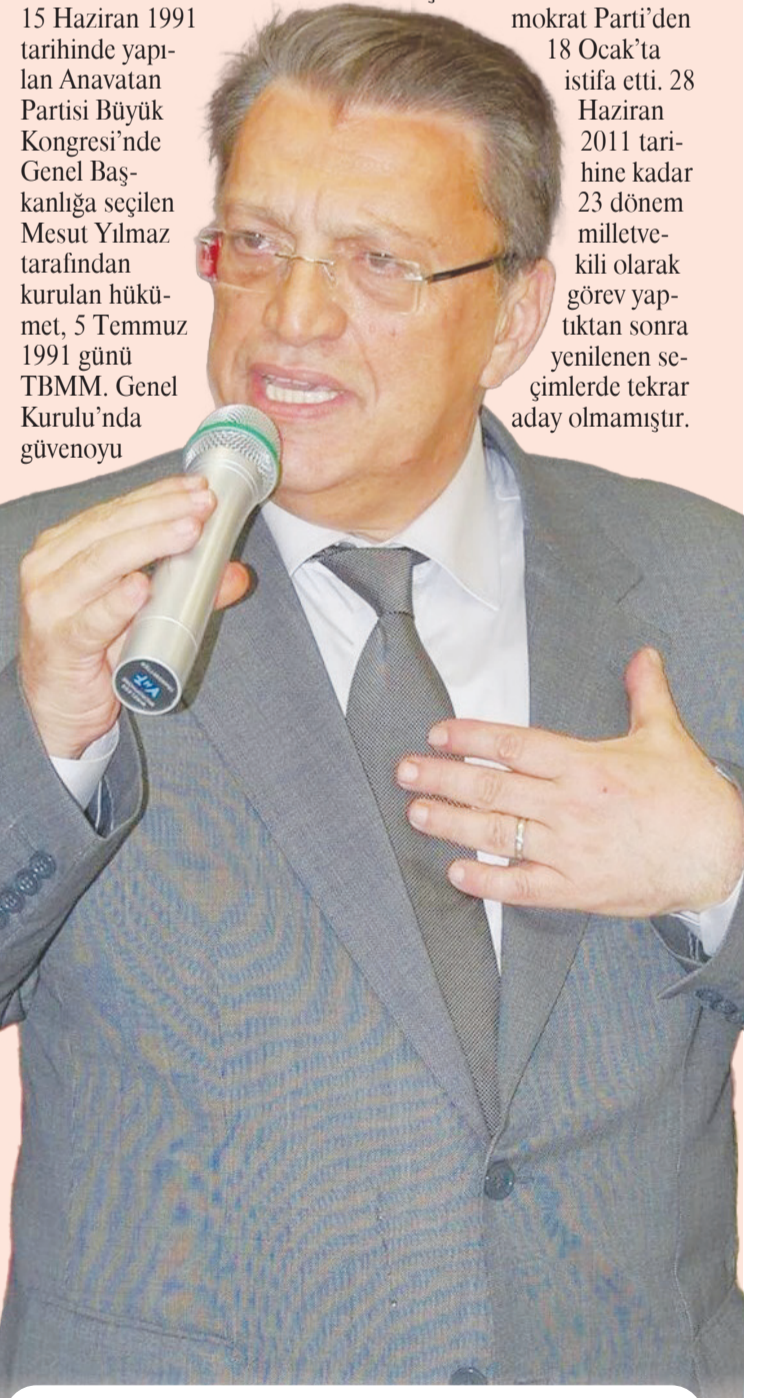 15 Haziran 1991
tarihinde yapı-
lan Anavatan
Partisi Büyük
Kongresi’nde
Genel Baş-
kanlığa seçilen
Mesut Yılmaz
tarafından
kurulan hükü-
met, 5 Temmuz
1991 günü
TBMM. Genel
Kurulu’nda
güvenoyu
mokrat Parti’den
18 Ocak’ta
istifa etti. 28
Haziran
2011 tari-
hine kadar
23 dönem
milletve-
kili olarak
görev yap-
tıktan sonra
yenilenen se-
çimlerde tekrar
aday olmamıştır.